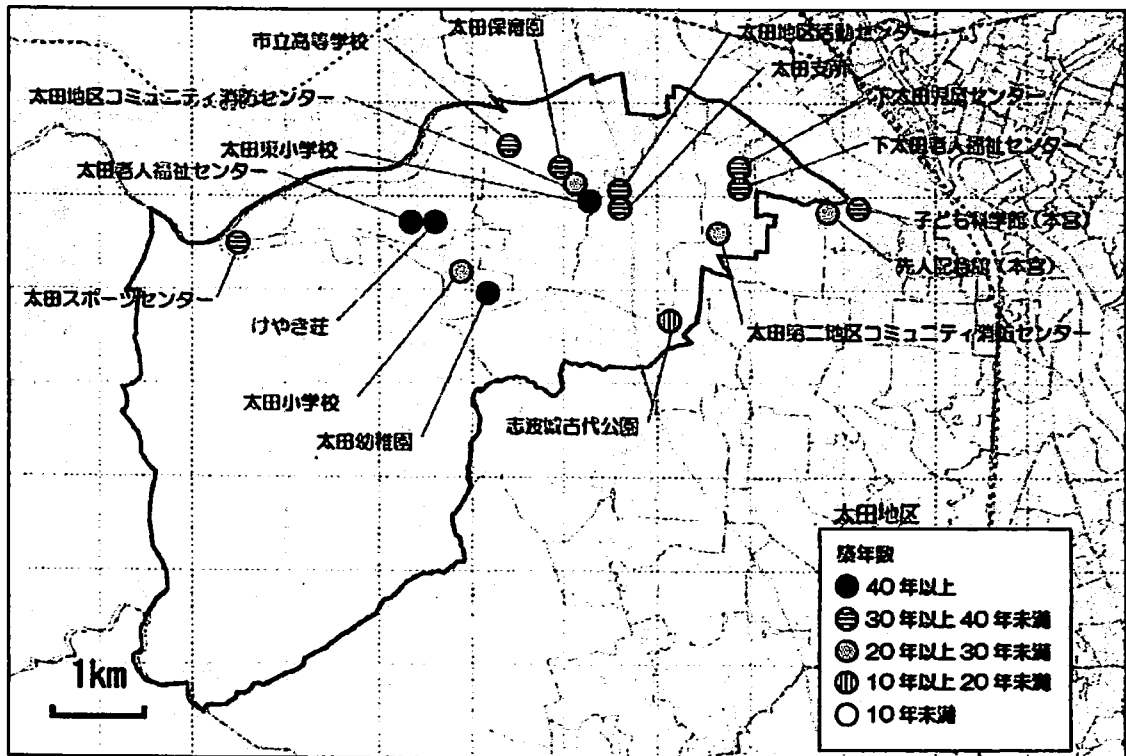 市立高等学校
太田保育園
太田地区活動センター
太田支所
太田地区コミュニティ消防センター
下太田児童センター
太田東小学校
下太田老人福祉センター
太田老人福祉センター
子ども科学館(本宮)
先人記念館(本宮)
太田スポーツセンター
けやき荘
太田第二地区コミュニティ消防センター
太田小学校
志波城古代公園
太田幼稚園
太田地区
築年数
40年以上
30年以上40年未満
20年以上30年未満
10年以上20年未満
10年未満
1km